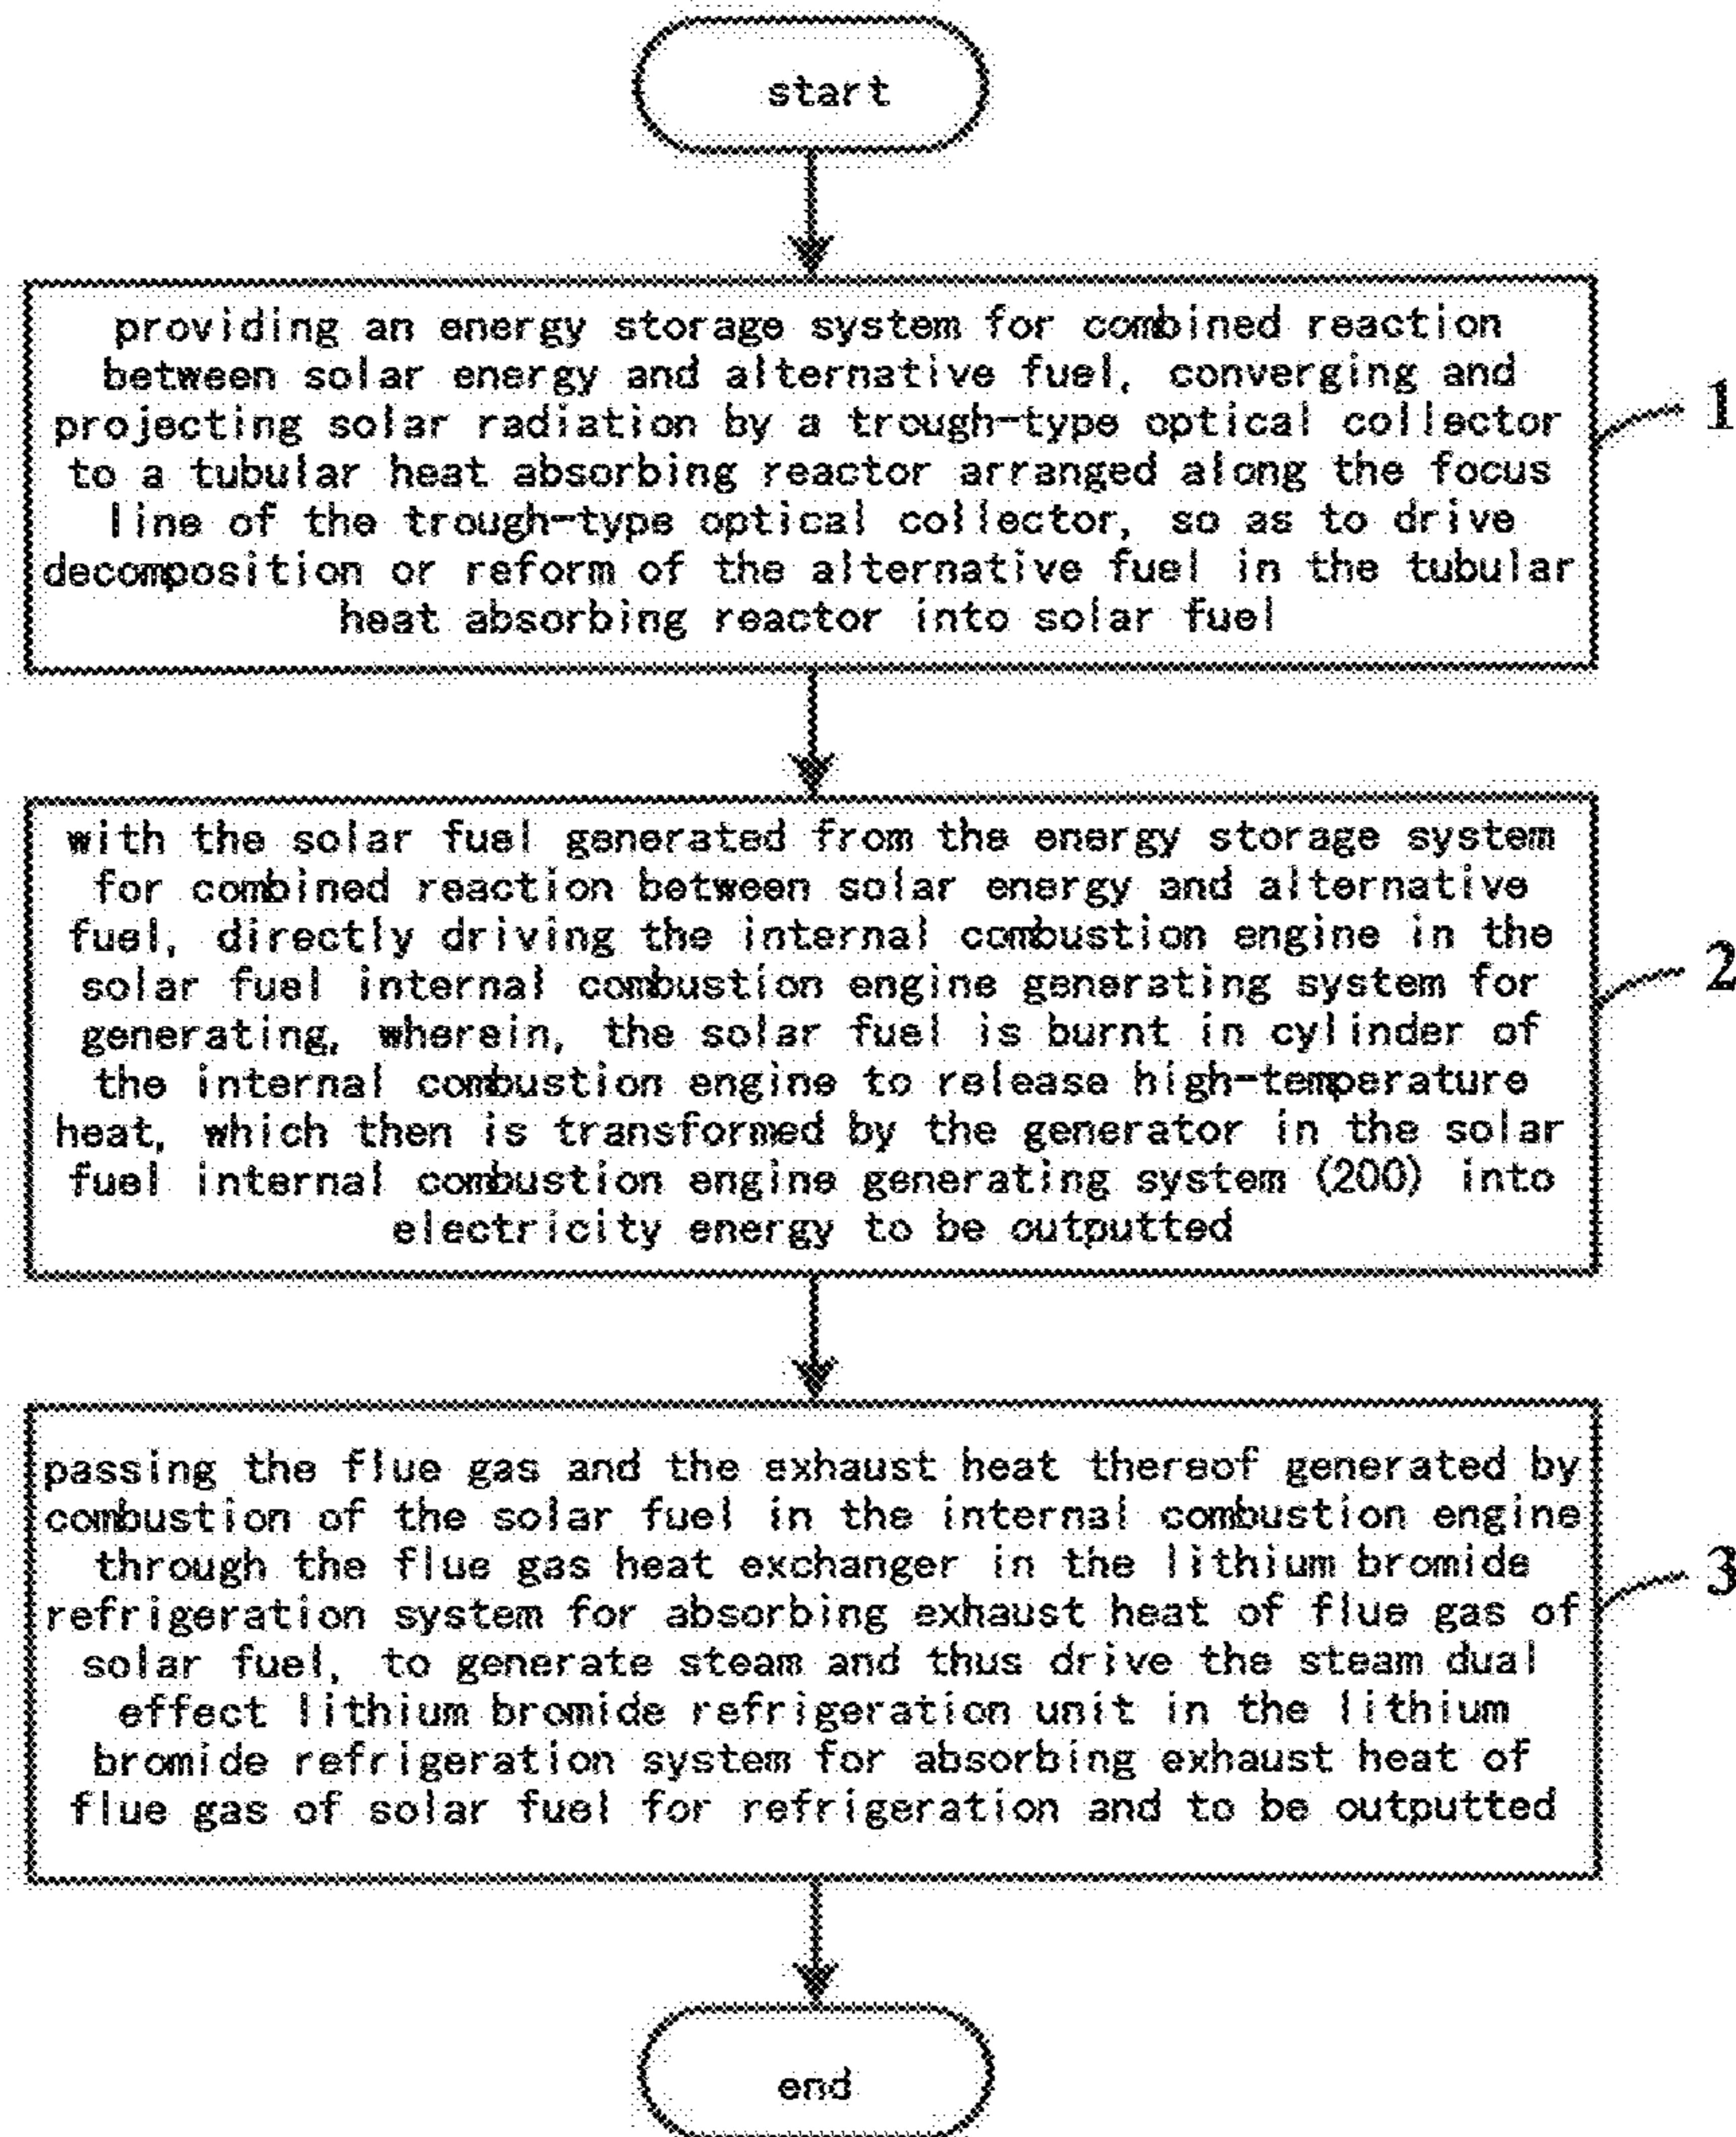 start
providing an energy storage system for combined reaction
between solar energy and alternative fuel, converging and
projecting solar radiation by a trough-type optical collector
to a tubular heat absorbing reactor arranged along the focus
line of the trough-type optical collector, so as to drive
decomposition or reform of the alternative fuel in the tubular
heat absorbing reactor into solar fuel
1
with the solar fuel generated from the energy storage system
for combined reaction between solar energy and alternative
fuel, directly driving the internal combustion engine in the
solar fuel internal combustion engine generating system for
generating, wherein, the solar fuel is burnt in cylinder of
the internal combustion engine to release high-temperature
heat, which then is transformed by the generator in the solar
fuel internal combustion engine generating system (200) into
electricity energy to be outputted
2
passing the flue gas and the exhaust heat thereof generated by
combustion of the solar fuel in the internal combustion engine
through the flue gas heat exchanger in the lithium bromide
refrigeration system for absorbing exhaust heat of flue gas of
solar fuel, to generate steam and thus drive the steam dual
effect lithium bromide refrigeration unit in the lithium
bromide refrigeration system for absorbing exhaust heat of
flue gas of solar fuel for refrigeration and to be outputted
3
end